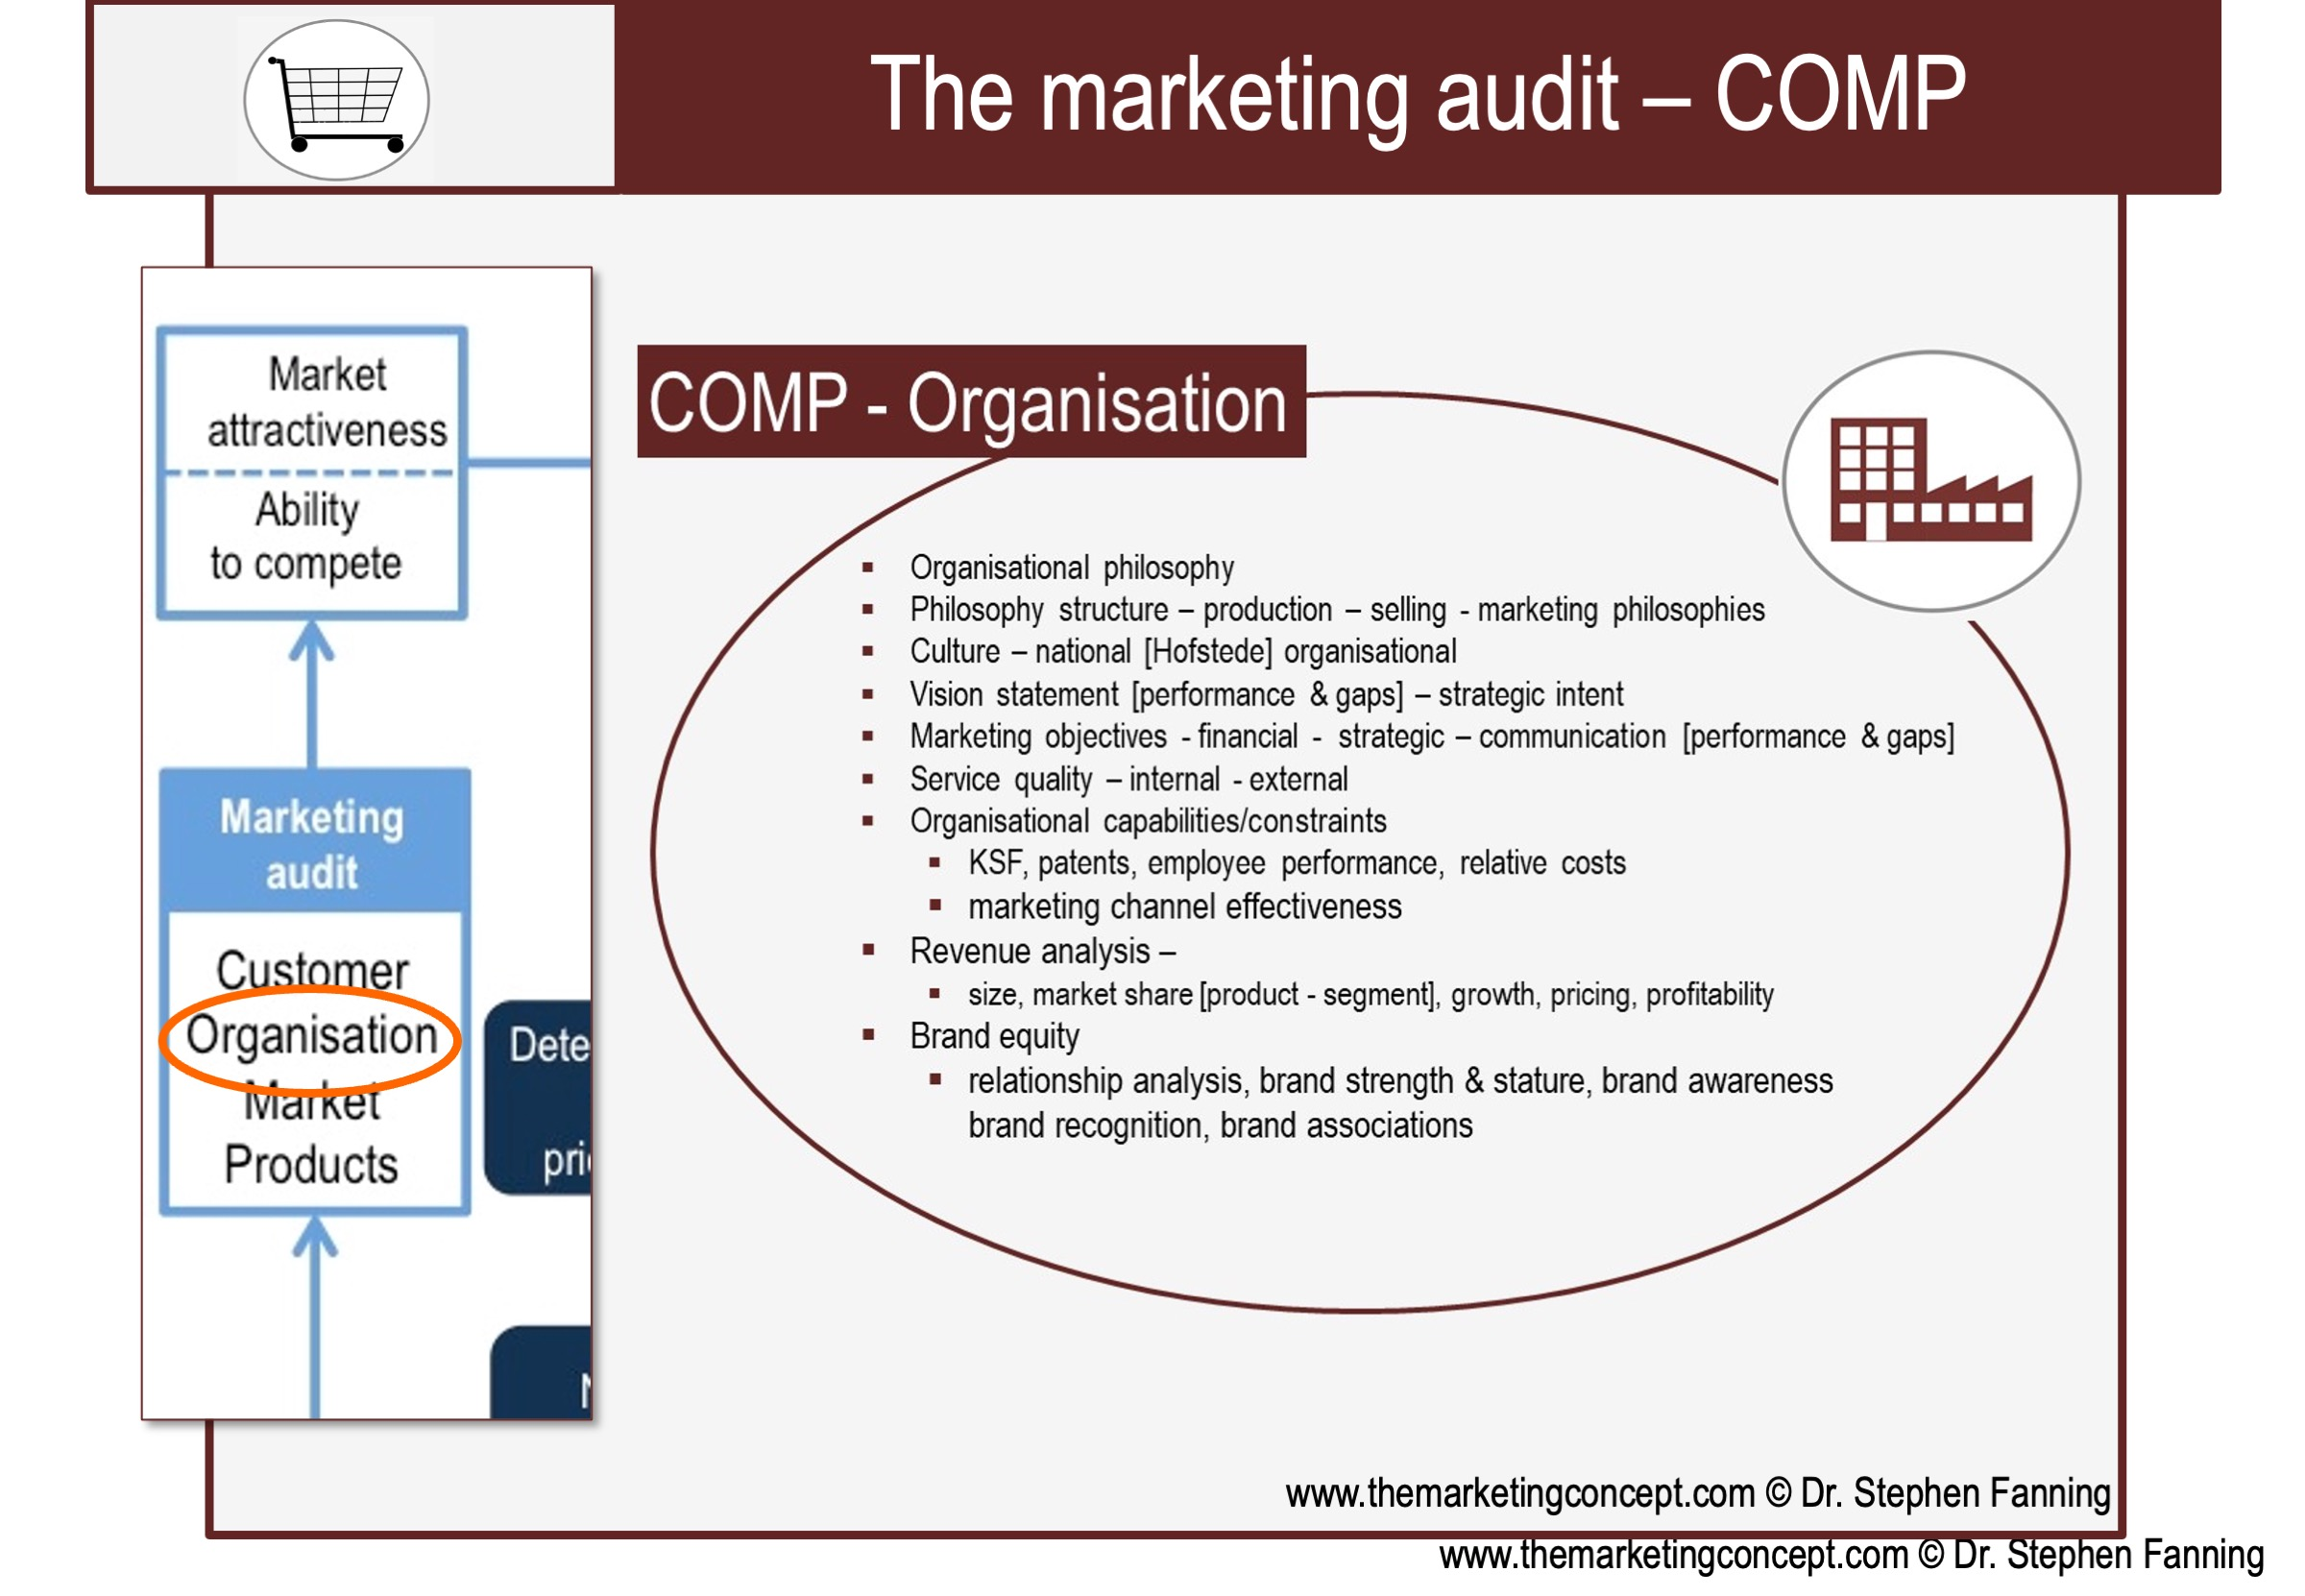 The marketing audit – COMP
Market
attractiveness
Ability
to compete
Marketing
audit
Customer
Organisation
Market
Products
COMP - Organisation
Organisational philosophy
Philosophy structure – production – selling - marketing philosophies
Culture – national [Hofstede] organisational
Vision statement [performance & gaps] – strategic intent
Marketing objectives - financial - strategic – communication [performance & gaps]
Service quality – internal - external
Organisational capabilities/constraints
KSF, patents, employee performance, relative costs
marketing channel effectiveness
Revenue analysis –
size, market share [product - segment], growth, pricing, profitability
Brand equity
relationship analysis, brand strength & stature, brand awareness
brand recognition, brand associations
www.themarketingconcept.com © Dr. Stephen Fanning
www.themarketingconcept.com © Dr. Stephen Fanning